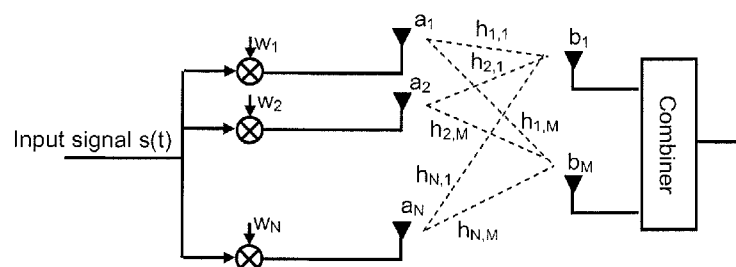 w1
a1
h1,1
b1
h2,1
w2
a2
h2,M
h1,M
Input signal s(t)
hN,1
bM
Combiner
wN
aN
hN,M